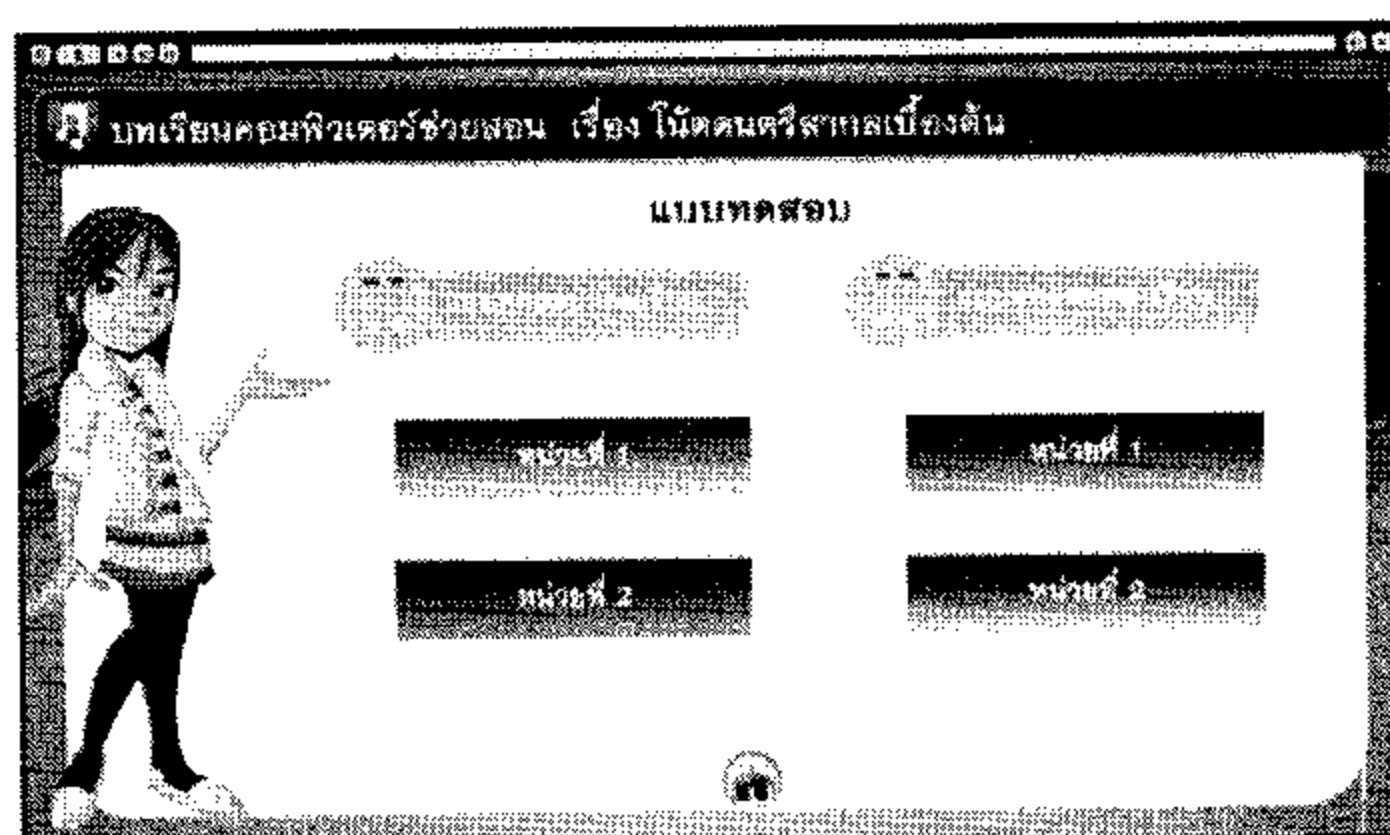 บทเรียนคอมพิวเตอร์ช่วยสอน เรื่อง โน้ตดนตรีสากลเบื้องต้น
แบบทดสอบ
หน่วยที่ 1
หน่วยที่ 1
หน่วยที่ 2
หน่วยที่ 2